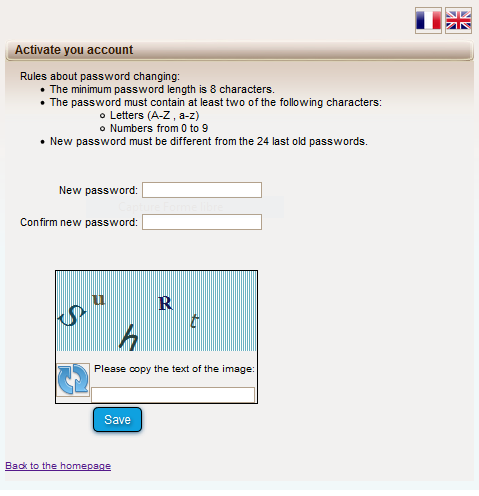 Activate you account
Rules about password changing:
• The minimum password length is 8 characters.
• The password must contain at least two of the following characters:
o Letters (A-Z , a-z)
o Numbers from 0 to 9
• New password must be different from the 24 last old passwords.
New password:
Confirm new password:
S u h R t
Please copy the text of the image:
Save
Back to the homepage